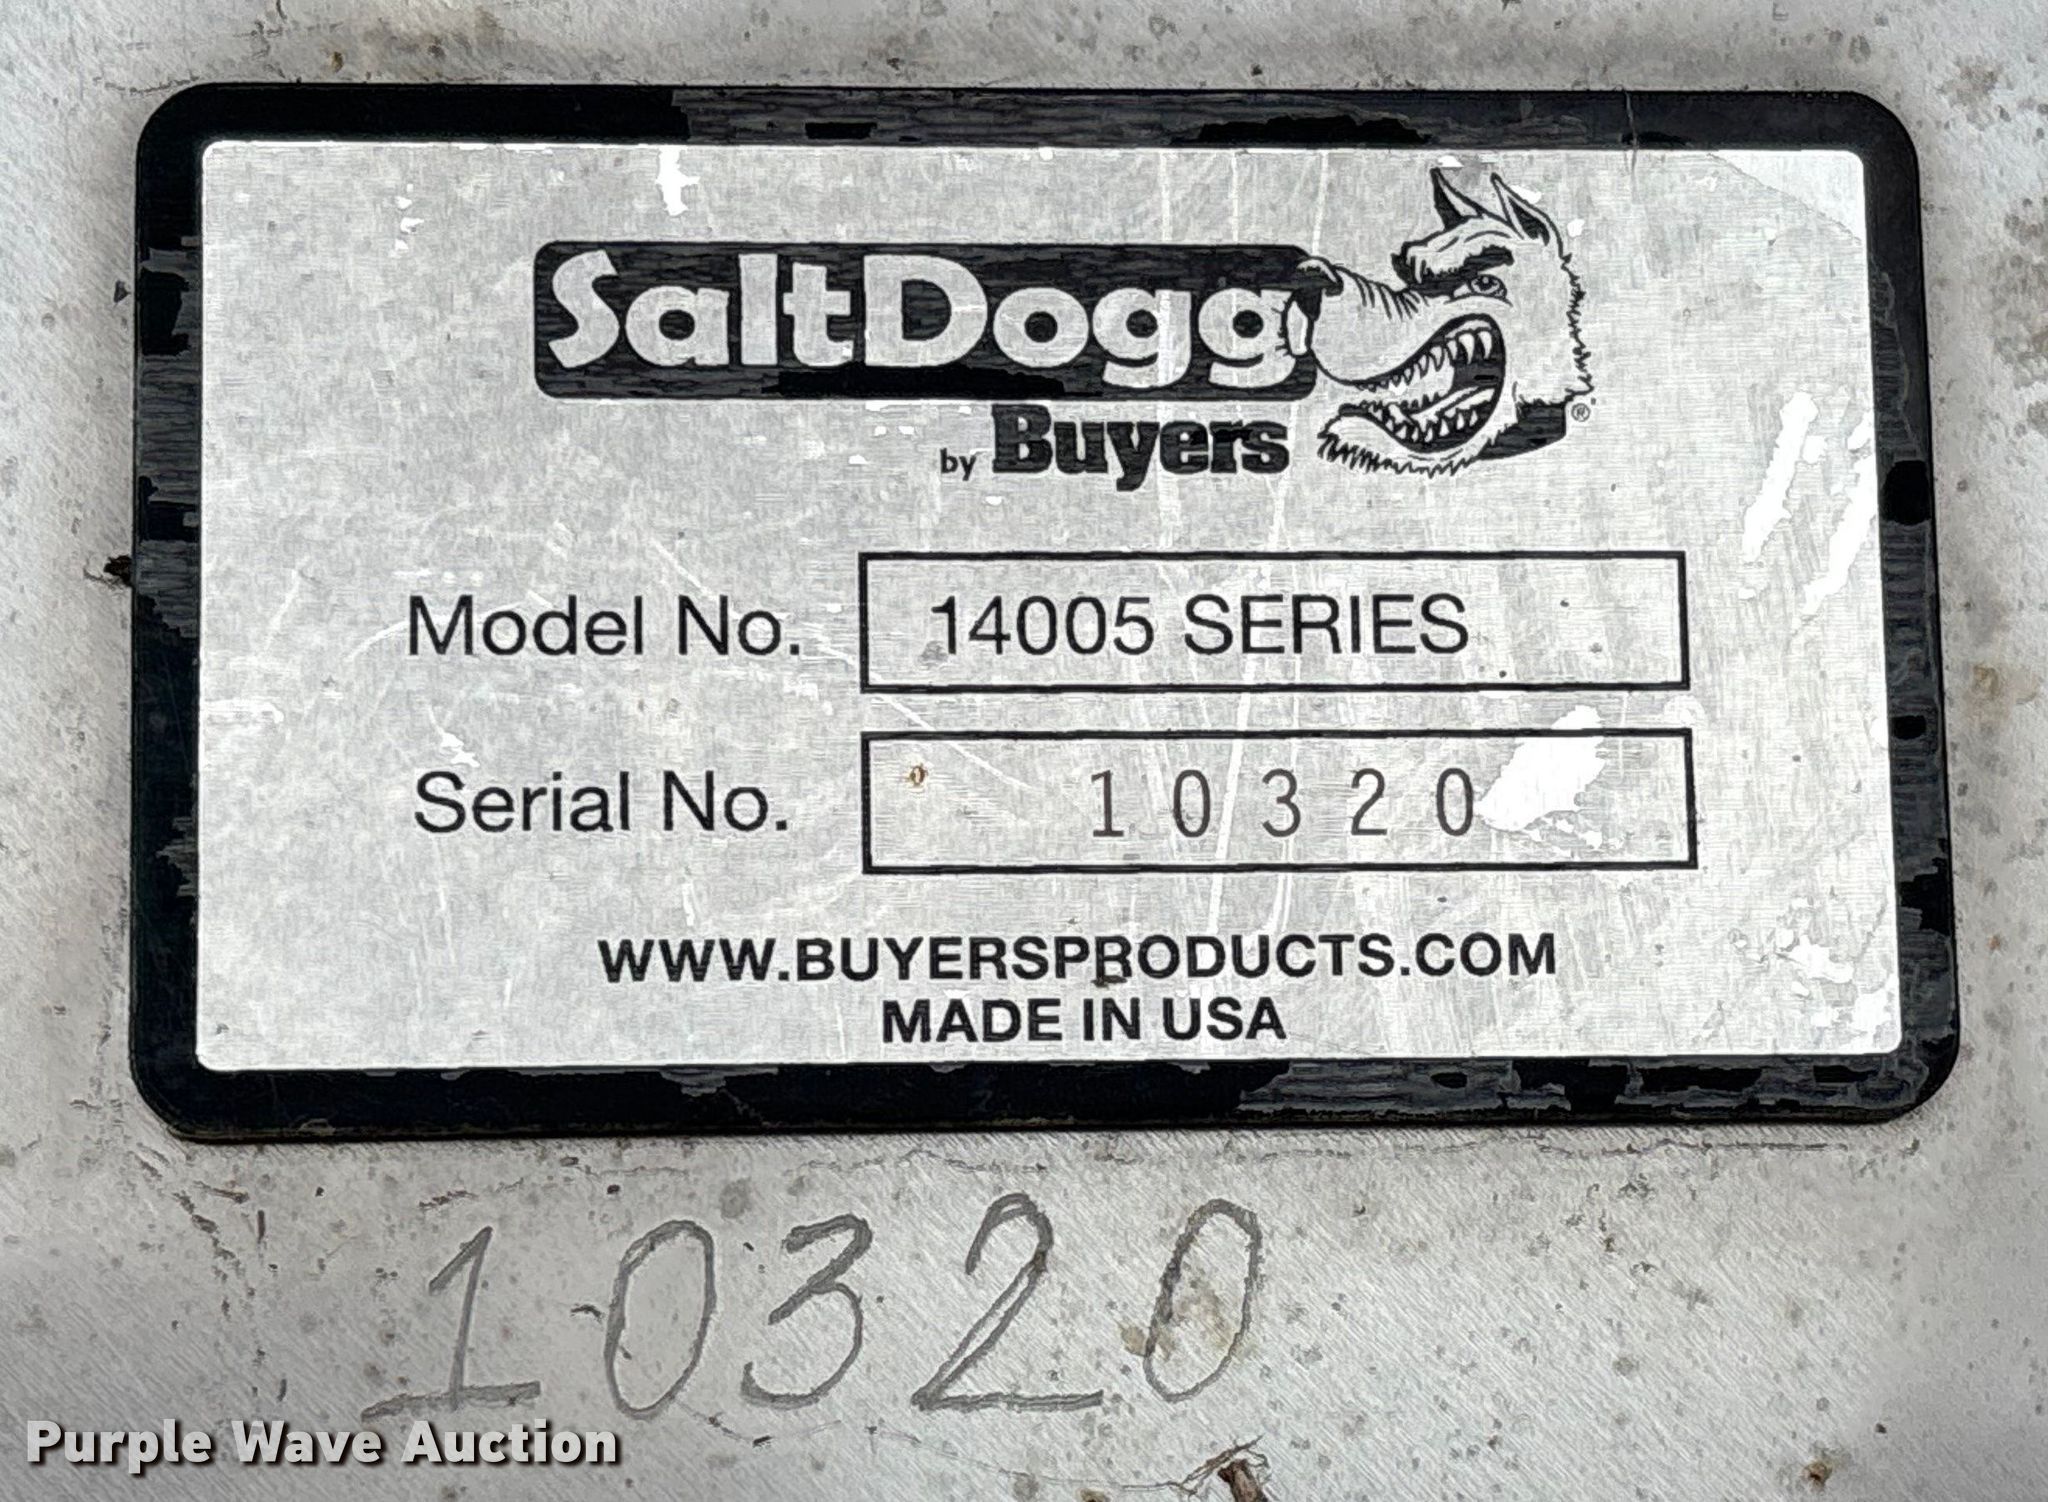 SaltDogg
by Buyers
®
Model No. 14005 SERIES
Serial No. 10320
WWW.BUYERSPRODUCTS.COM
MADE IN USA
10320
Purple Wave Auction